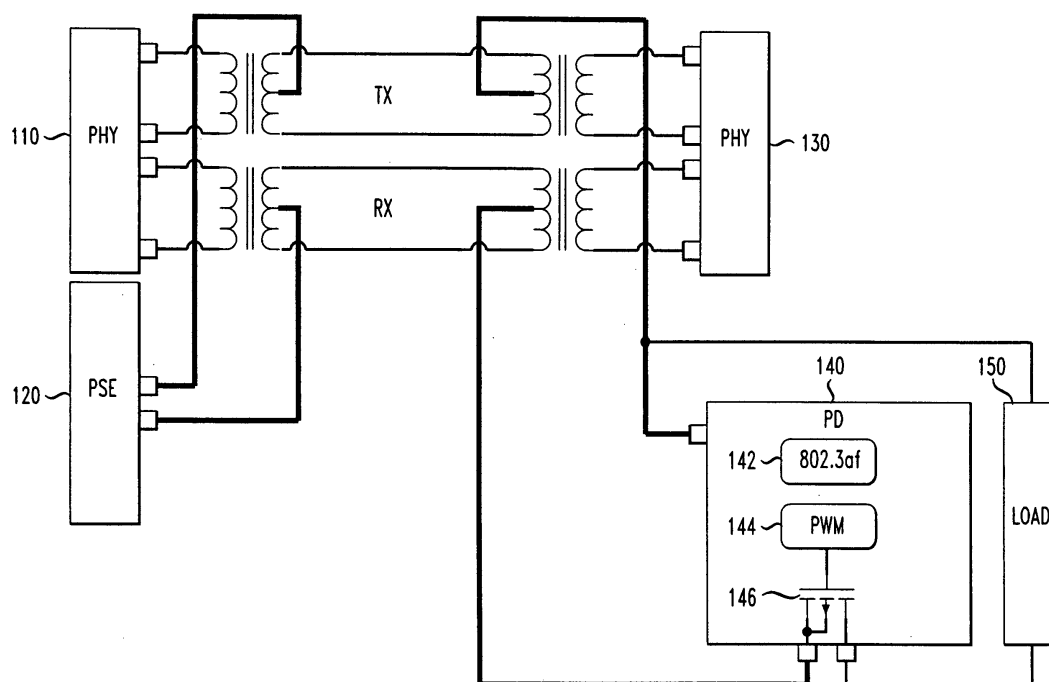 110
PHY
TX
RX
PHY
130
120
PSE
140
150
PD
142
802.3af
144
PWM
146
LOAD